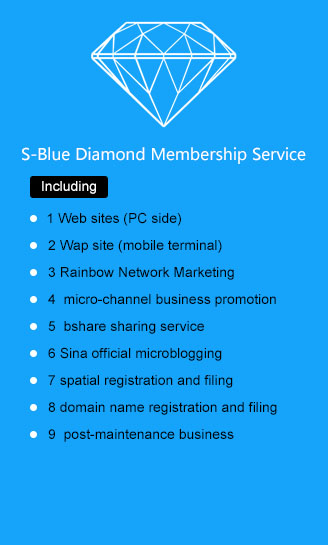 S-Blue Diamond Membership Service
Including
1 Web sites (PC side)
2 Wap site (mobile terminal)
3 Rainbow Network Marketing
4 micro-channel business promotion
5 bshare sharing service
6 Sina official microblogging
7 spatial registration and filing
8 domain name registration and filing
9 post-maintenance business